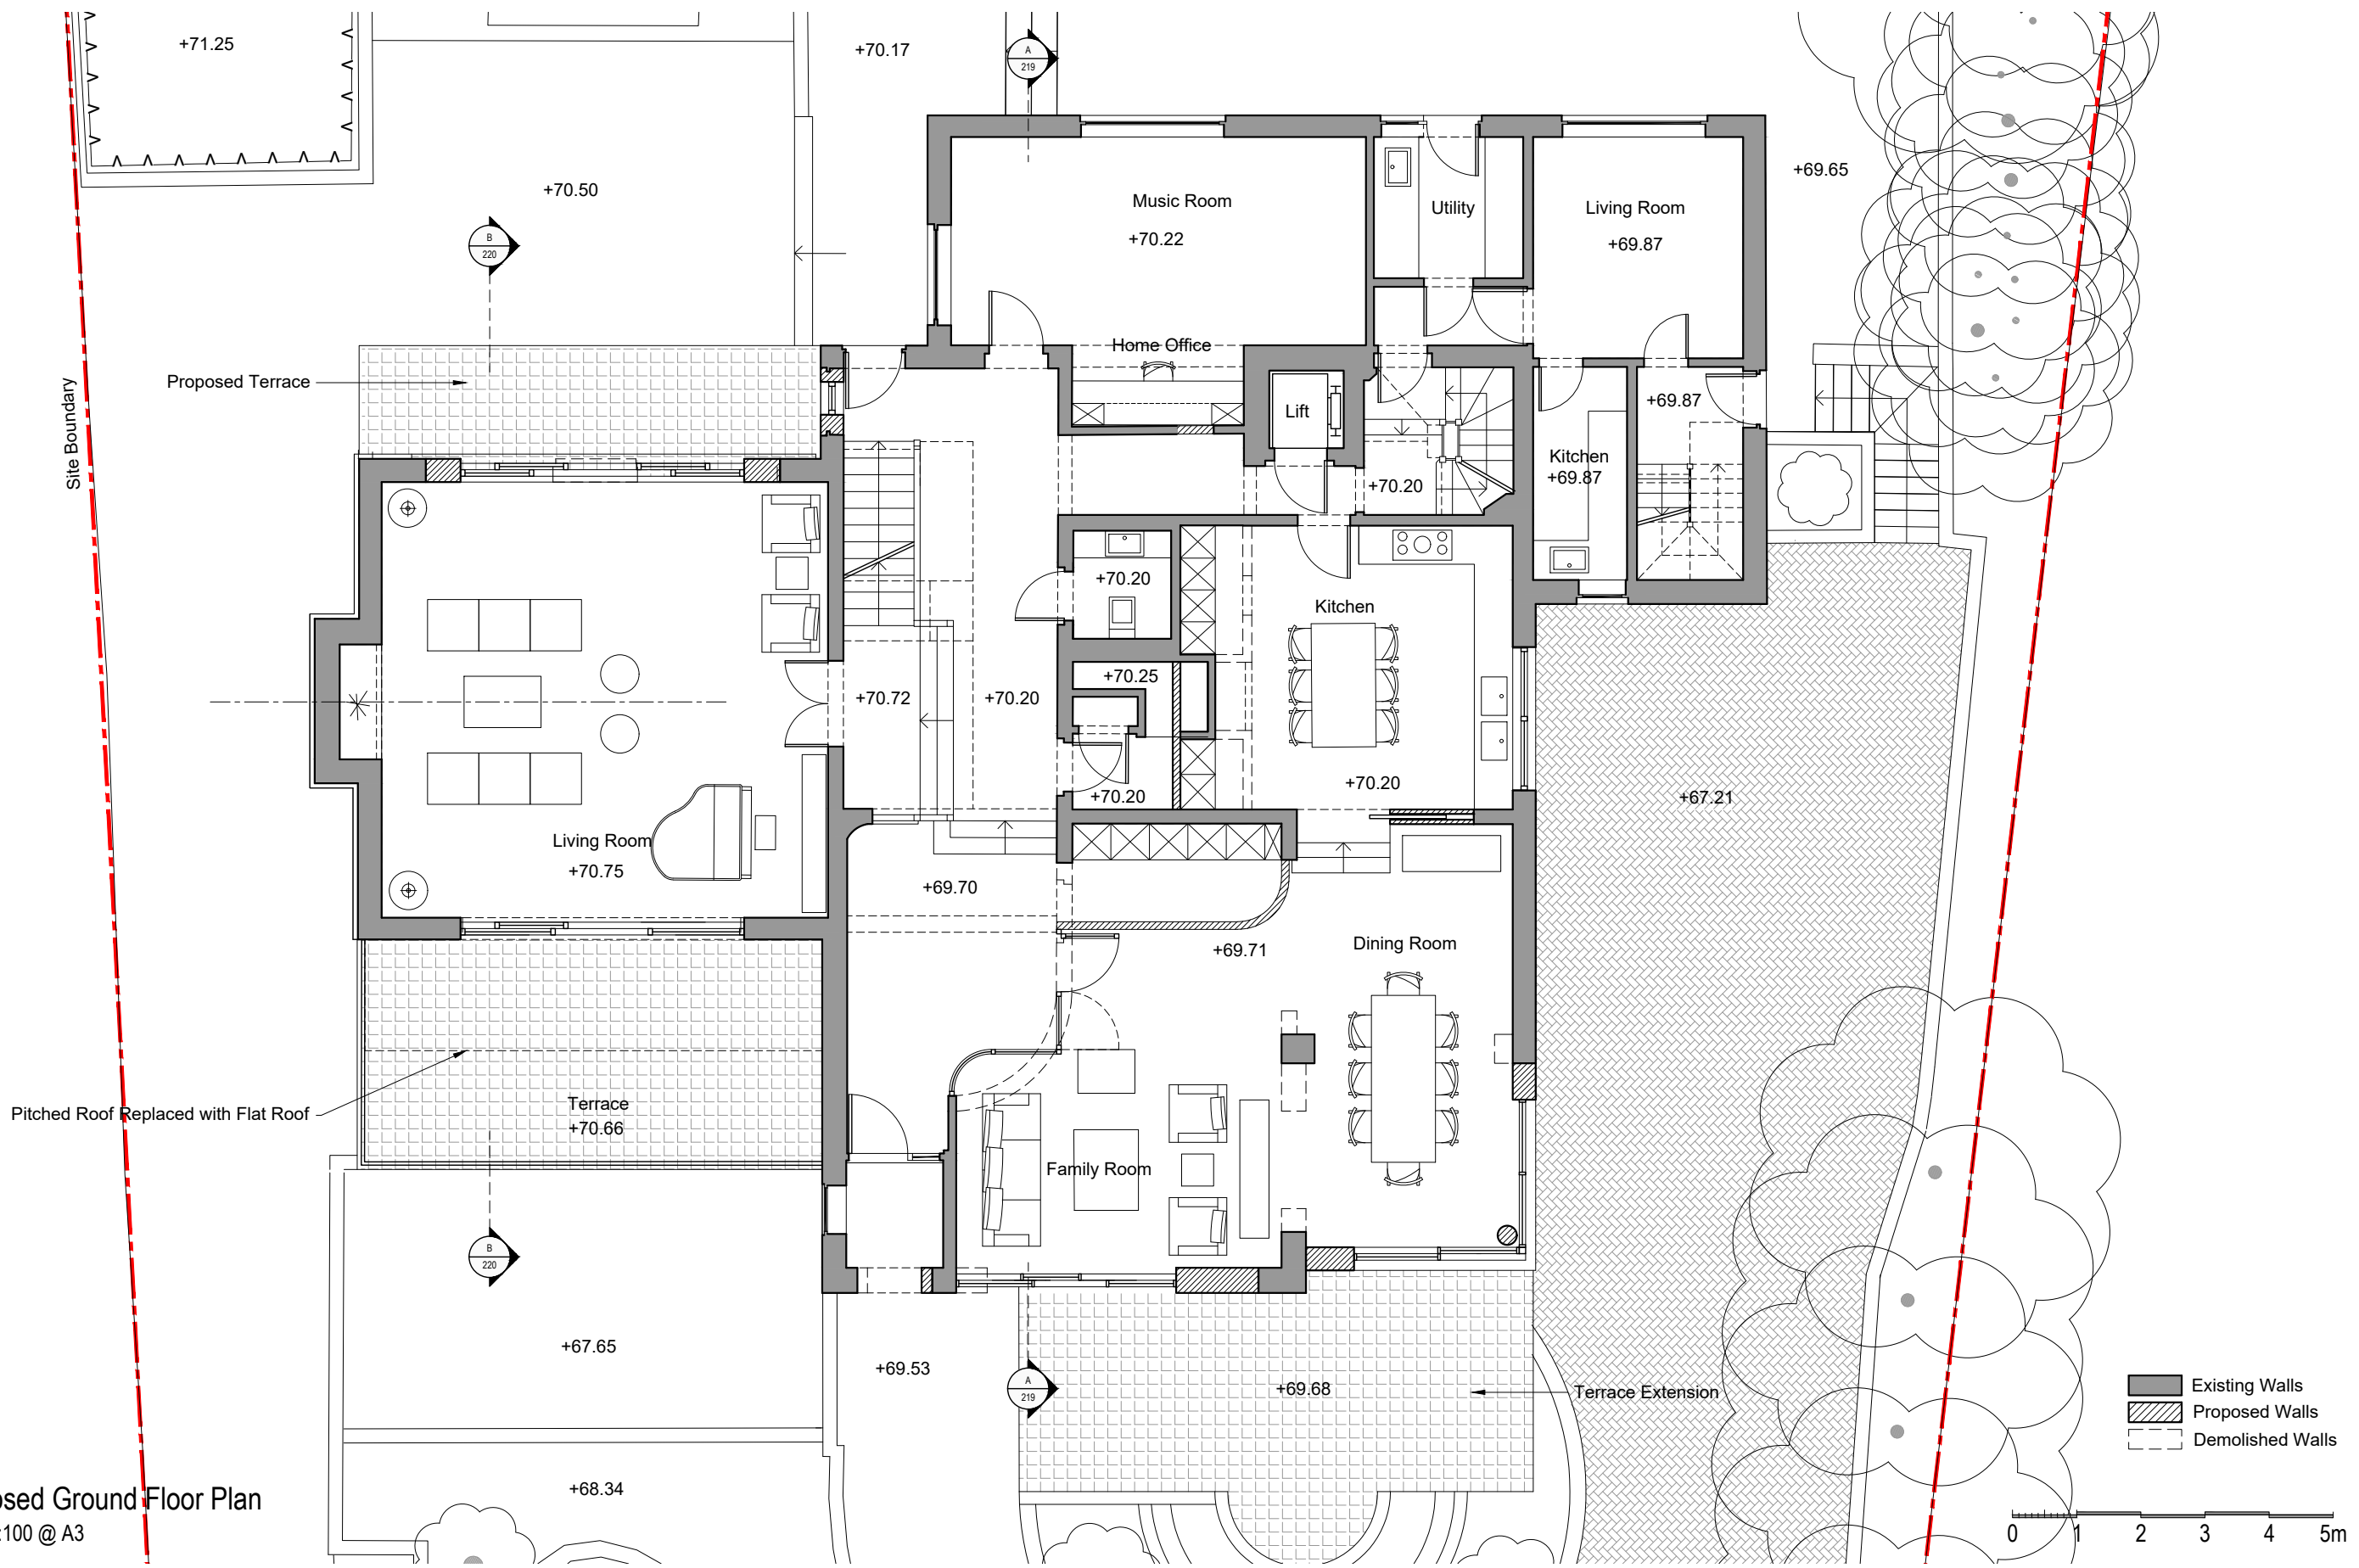 +71.25
+70.17
A
219
+69.65
+70.50
B
220
Music Room
+70.22
Utility
Living Room
+69.87
Home Office
Proposed Terrace
Site Boundary
Lift
+69.87
Kitchen
+69.87
+70.20
+70.20
Kitchen
+70.25
+70.72
+70.20
+70.20
+70.20
+67.21
Living Room
+70.75
+69.70
+69.71
Dining Room
Pitched Roof Replaced with Flat Roof
Terrace
+70.66
Family Room
B
220
+67.65
+69.53
A
219
+69.68
Terrace Extension
Existing Walls
Proposed Walls
Demolished Walls
+68.34
osed Ground Floor Plan
:100 @ A3
0 1 2 3 4 5m